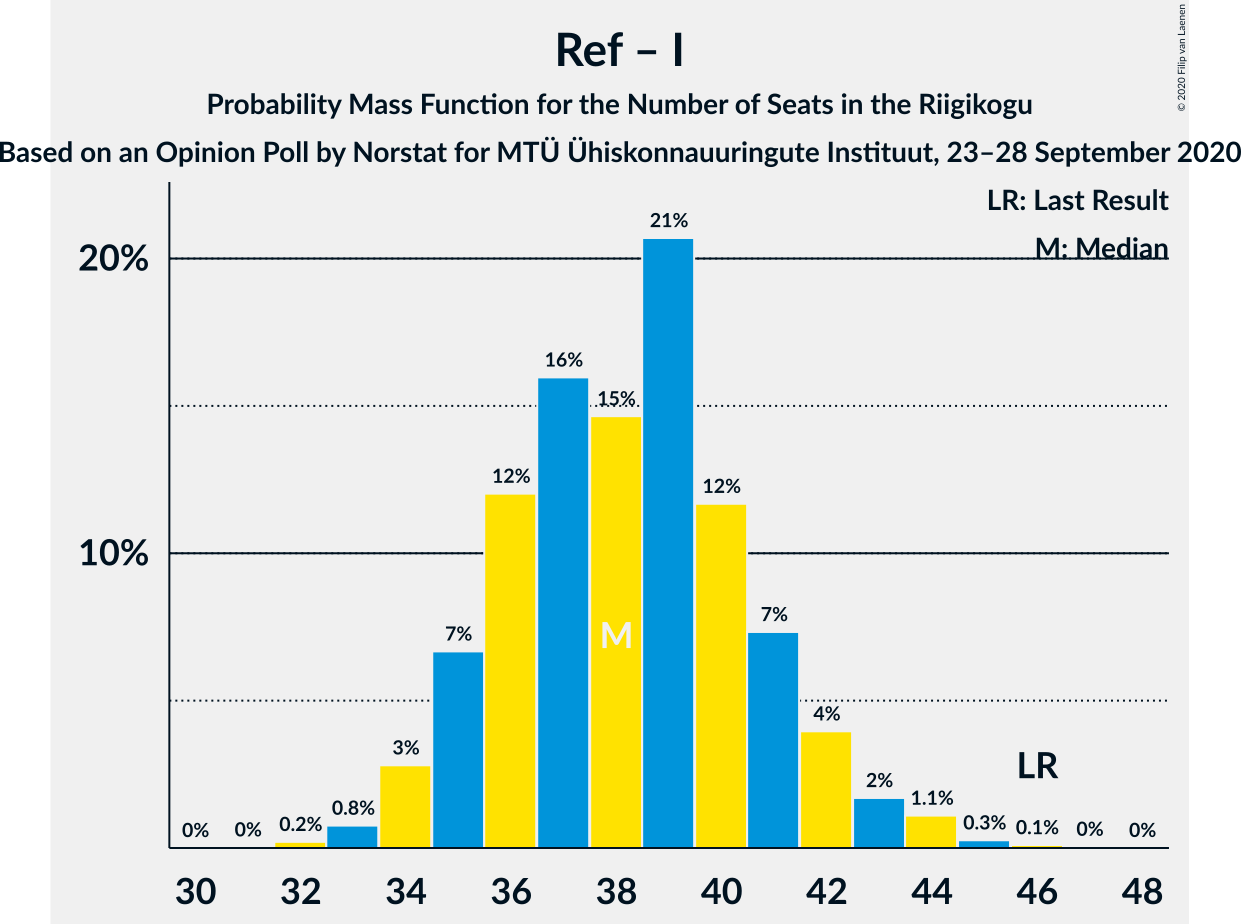 Ref – I
Probability Mass Function for the Number of Seats in the Riigikogu
Based on an Opinion Poll by Norstat for MTÜ Ühiskonnauuringute Instituut, 23–28 September 2020
© 2020 Filip van Laenen
LR: Last Result
M: Median
20%
10%
0%
0%
0.2%
0.8%
3%
7%
12%
16%
15%
21%
12%
7%
4%
2%
1.1%
0.3%
0.1%
0%
0%
M
LR
30 32 34 36 38 40 42 44 46 48